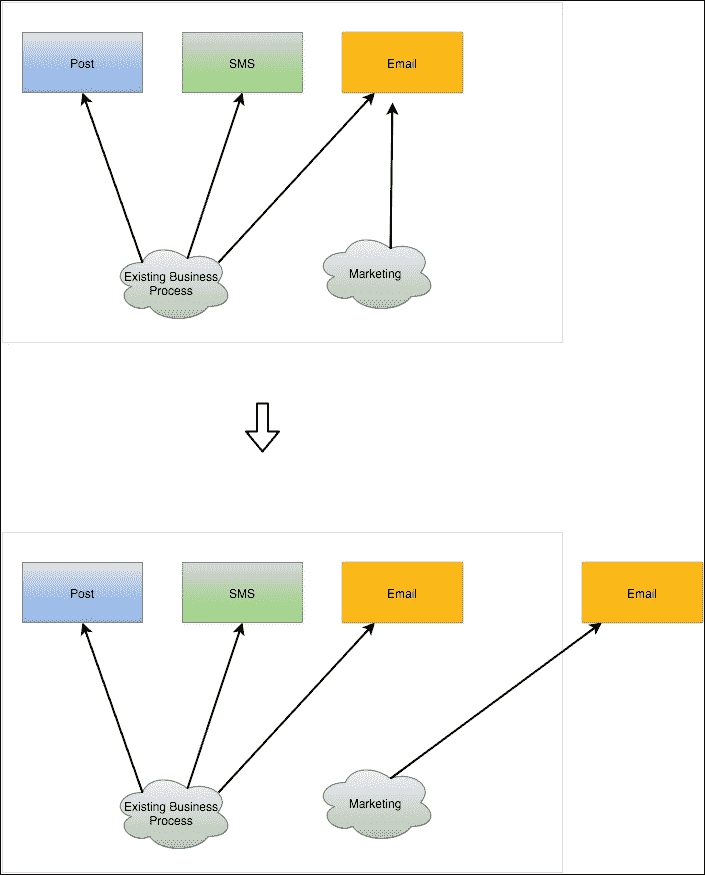 Post
SMS
Email
Existing Business
Process
Marketing
Post
SMS
Email
Email
Existing Business
Process
Marketing